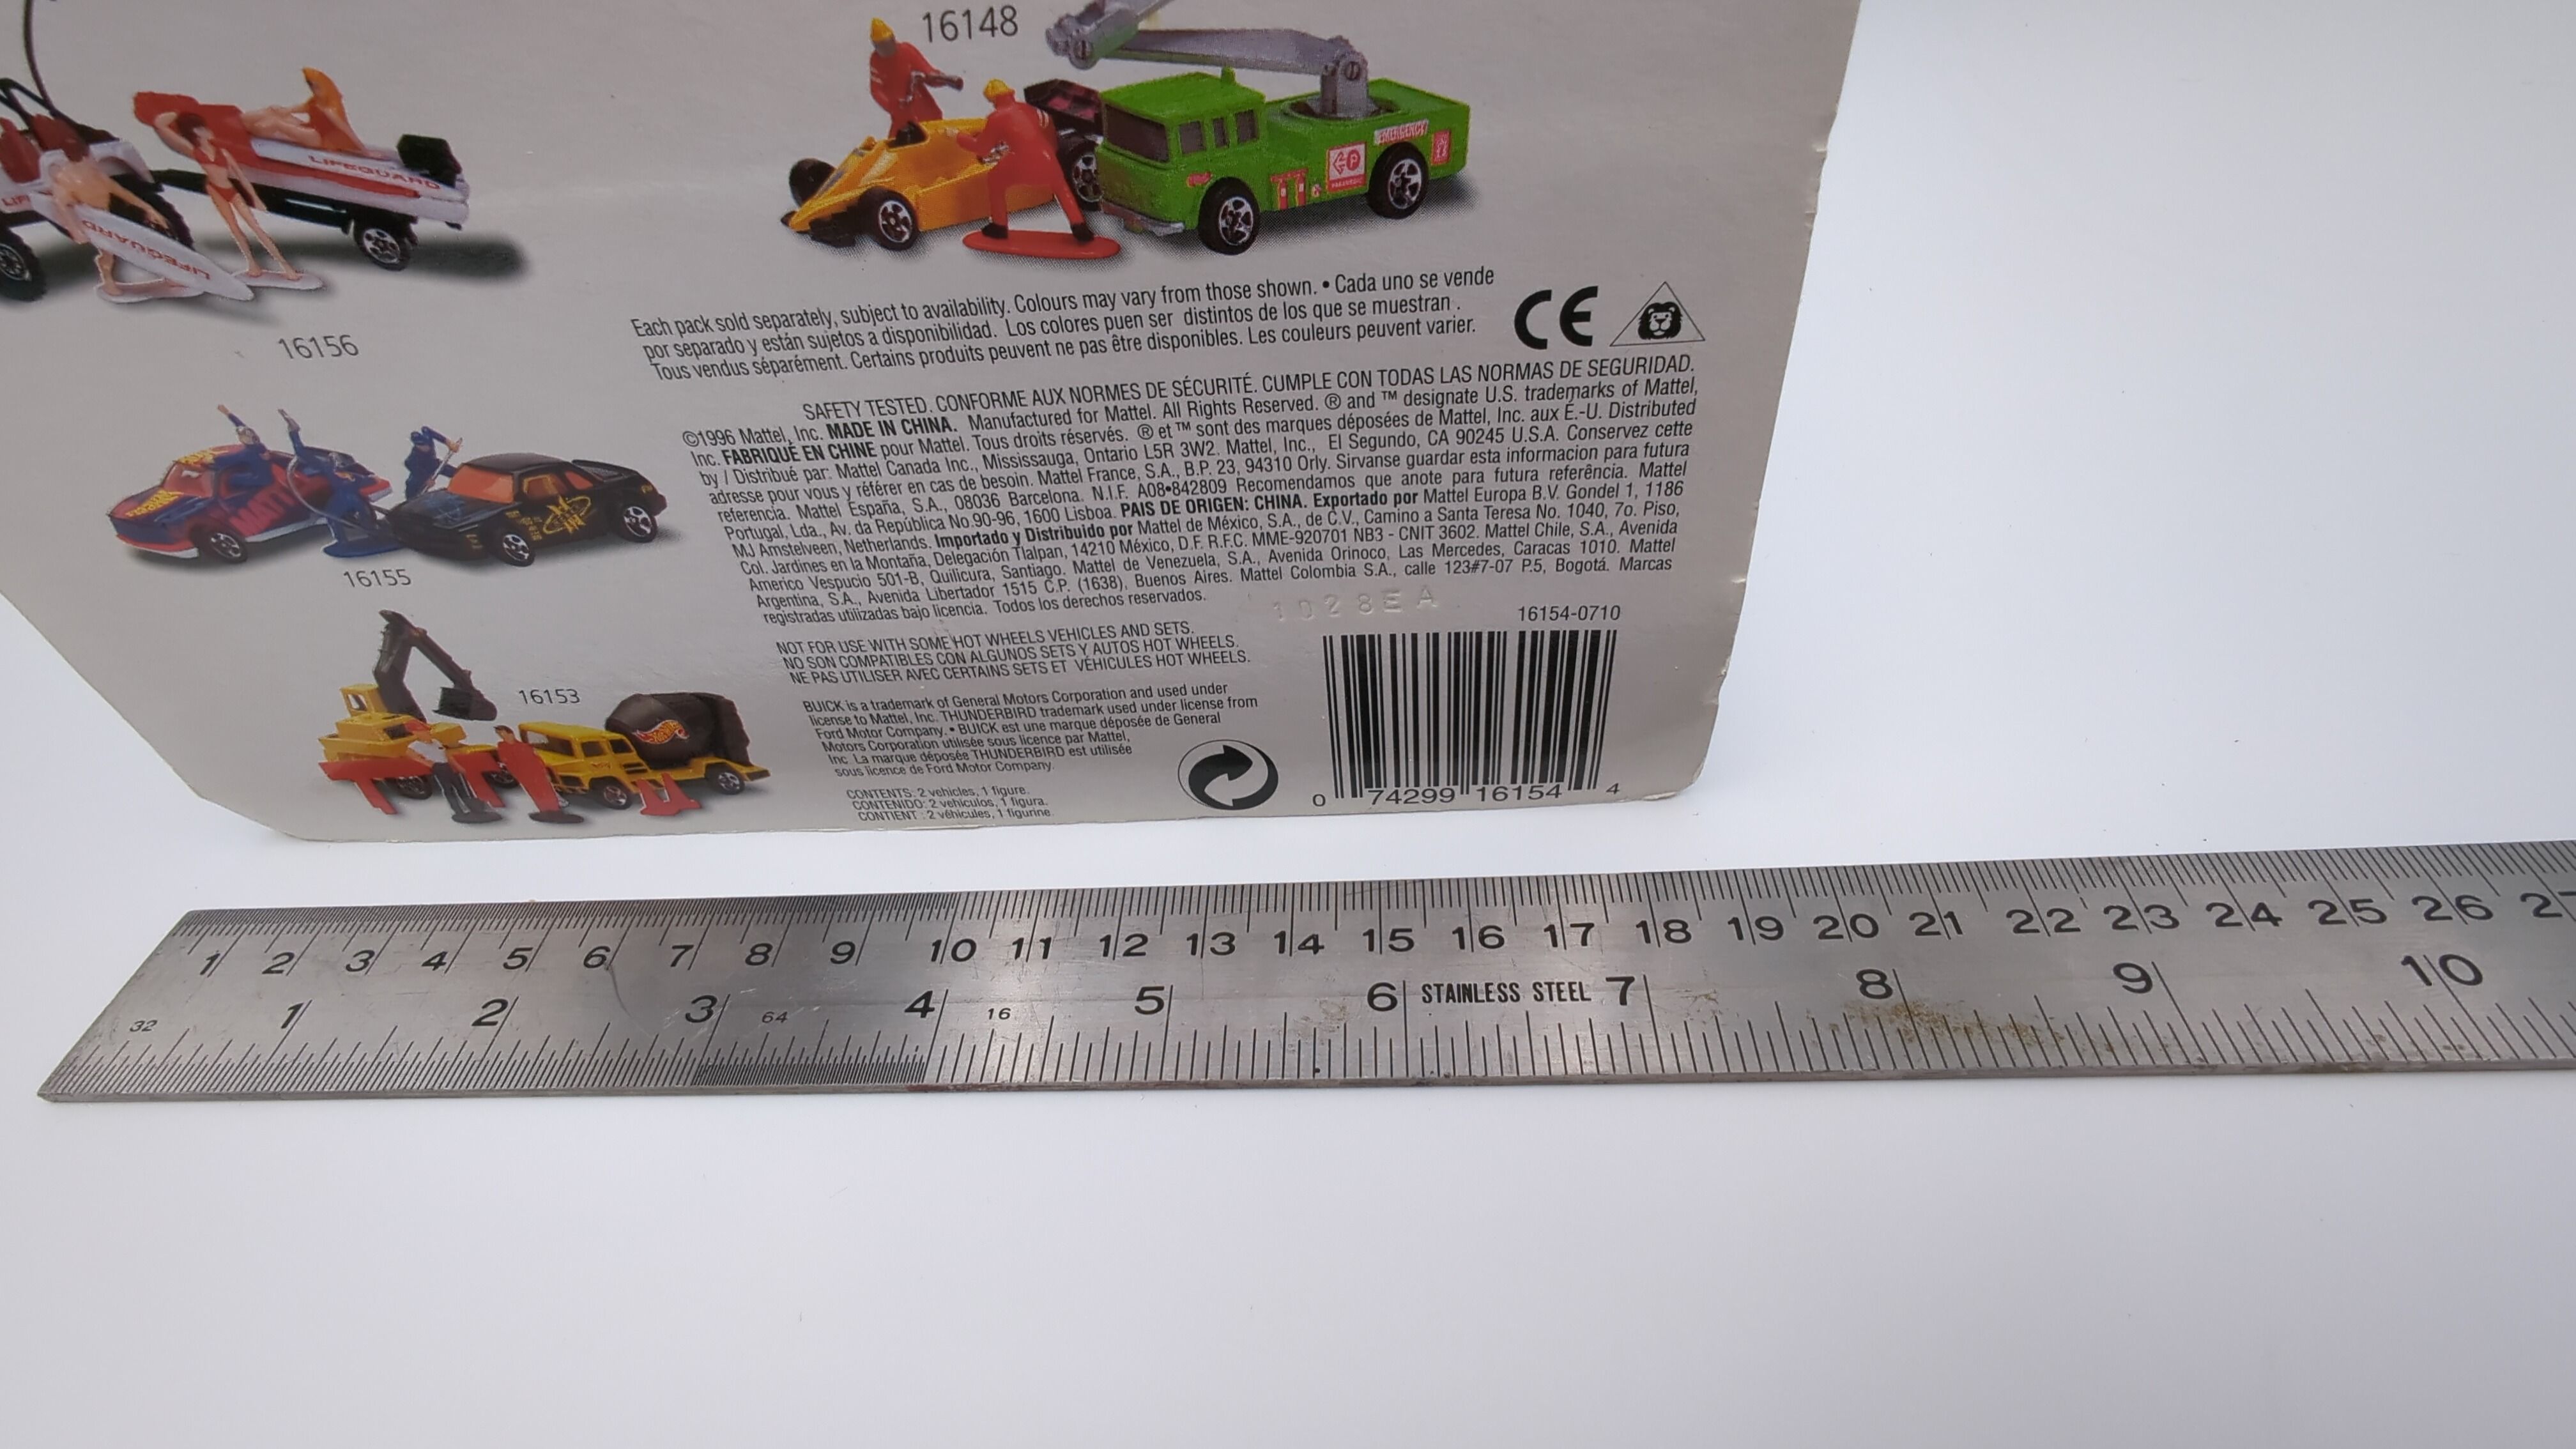 16148
LIFEGUARD
LIFEGUARD
EMERGENCY
P
16156
Each pack sold separately, subject to availability. Colours may vary from those shown. • Cada uno se vende
por separado y están sujetos a disponibilidad. Los colores puen ser distintos de los que se muestran .
Tous vendus séparément. Certains produits peuvent ne pas être disponibles. Les couleurs peuvent varier.
CE
SAFETY TESTED. CONFORME AUX NORMES DE SÉCURITÉ. CUMPLE CON TODAS LAS NORMAS DE SEGURIDAD.
©1996 Mattel, Inc. MADE IN CHINA. Manufactured for Mattel. All Rights Reserved. ® and ™ designate U.S. trademarks of Mattel,
Inc. FABRIQUÉ EN CHINE pour Mattel. Tous droits réservés. ® et ™ sont des marques déposées de Mattel, Inc. aux É.-U. Distributed
by / Distribué par: Mattel Canada Inc., Mississauga, Ontario L5R 3W2. Mattel, Inc., El Segundo, CA 90245 U.S.A. Conservez cette
adresse pour vous y référer en cas de besoin. Mattel France, S.A., B.P. 23, 94310 Orly. Sirvanse guardar esta informacion para futura
referencia. Mattel España, S.A., 08036 Barcelona. N.I.F. A08•842809 Recomendamos que anote para futura referência. Mattel
Portugal, Lda., Av. da República No.90-96, 1600 Lisboa. PAIS DE ORIGEN: CHINA. Exportado por Mattel Europa B.V. Gondel 1, 1186
MJ Amstelveen, Netherlands. Importado y Distribuido por Mattel de México, S.A., de C.V., Camino a Santa Teresa No. 1040, 7o. Piso,
Col. Jardines en la Montaña, Delegación Tlalpan, 14210 México, D.F. R.F.C. MME-920701 NB3 - CNIT 3602. Mattel Chile, S.A., Avenida
Americo Vespucio 501-B, Quilicura, Santiago. Mattel de Venezuela, S.A., Avenida Orinoco, Las Mercedes, Caracas 1010. Mattel
Argentina, S.A., Avenida Libertador 1515 C.P. (1638), Buenos Aires. Mattel Colombia S.A., calle 123#7-07 P.5, Bogotá. Marcas
registradas utilizadas bajo licencia. Todos los derechos reservados.
1028EA
16155
NOT FOR USE WITH SOME HOT WHEELS VEHICLES AND SETS.
NO SON COMPATIBLES CON ALGUNOS SETS Y AUTOS HOT WHEELS.
NE PAS UTILISER AVEC CERTAINS SETS ET VÉHICULES HOT WHEELS.
16153
BUICK is a trademark of General Motors Corporation and used under
license to Mattel, Inc. THUNDERBIRD trademark used under license from
Ford Motor Company. • BUICK est une marque déposée de General
Motors Corporation utilisée sous licence par Mattel,
Inc. La marque déposée THUNDERBIRD est utilisée
sous licence de Ford Motor Company.
CONTENTS: 2 vehicles, 1 figure.
CONTENIDO: 2 vehiculos, 1 figura.
CONTIENT : 2 véhicules, 1 figurine.
16154-0710
0 74299 16154 4
1 2 3 4 5 6 7 8 9 10 11 12 13 14 15 16 17 18 19 20 21 22 23 24 25 26 27
1 2 3 4 5 6 STAINLESS STEEL 7 8 9 10
32 64 16